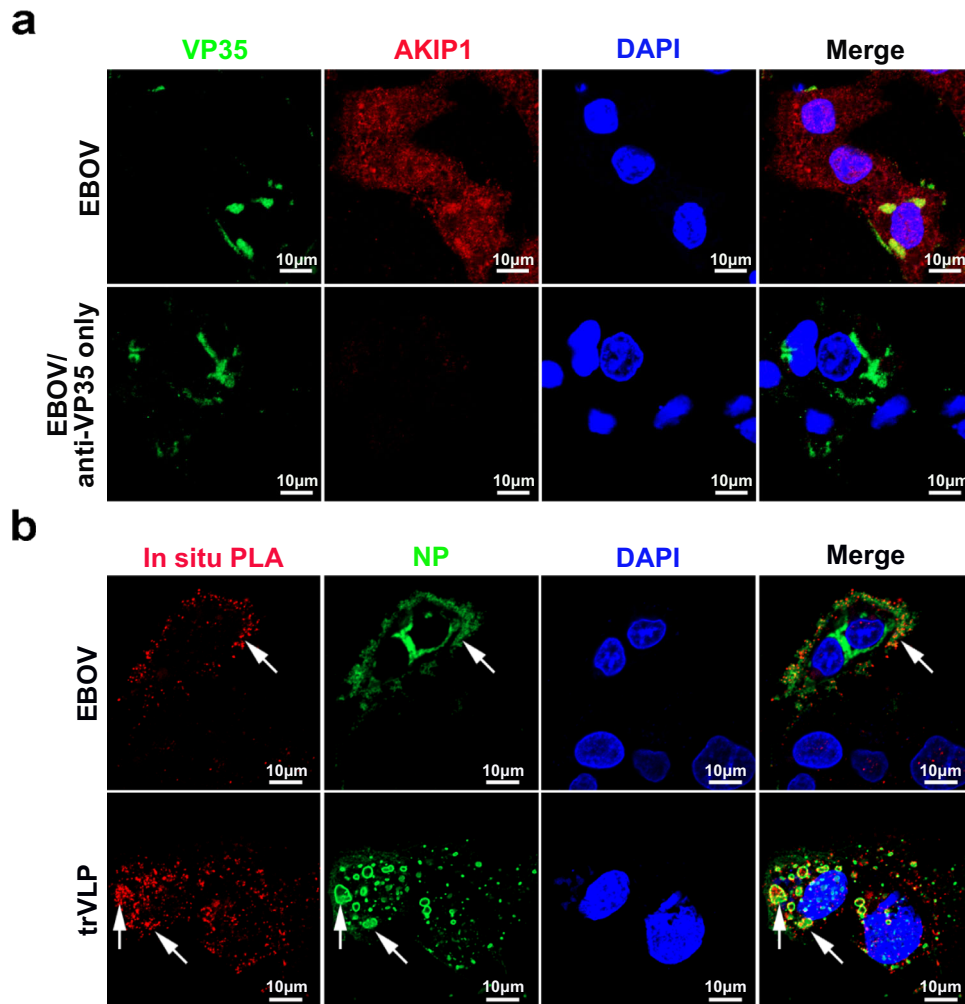 a
VP35 AKIP1 DAPI Merge
EBOV
10μm 10μm 10μm 10μm
EBOV/
anti-VP35 only
10μm 10μm 10μm 10μm
b
In situ PLA NP DAPI Merge
EBOV
10μm 10μm 10μm 10μm
trVLP
10μm 10μm 10μm 10μm